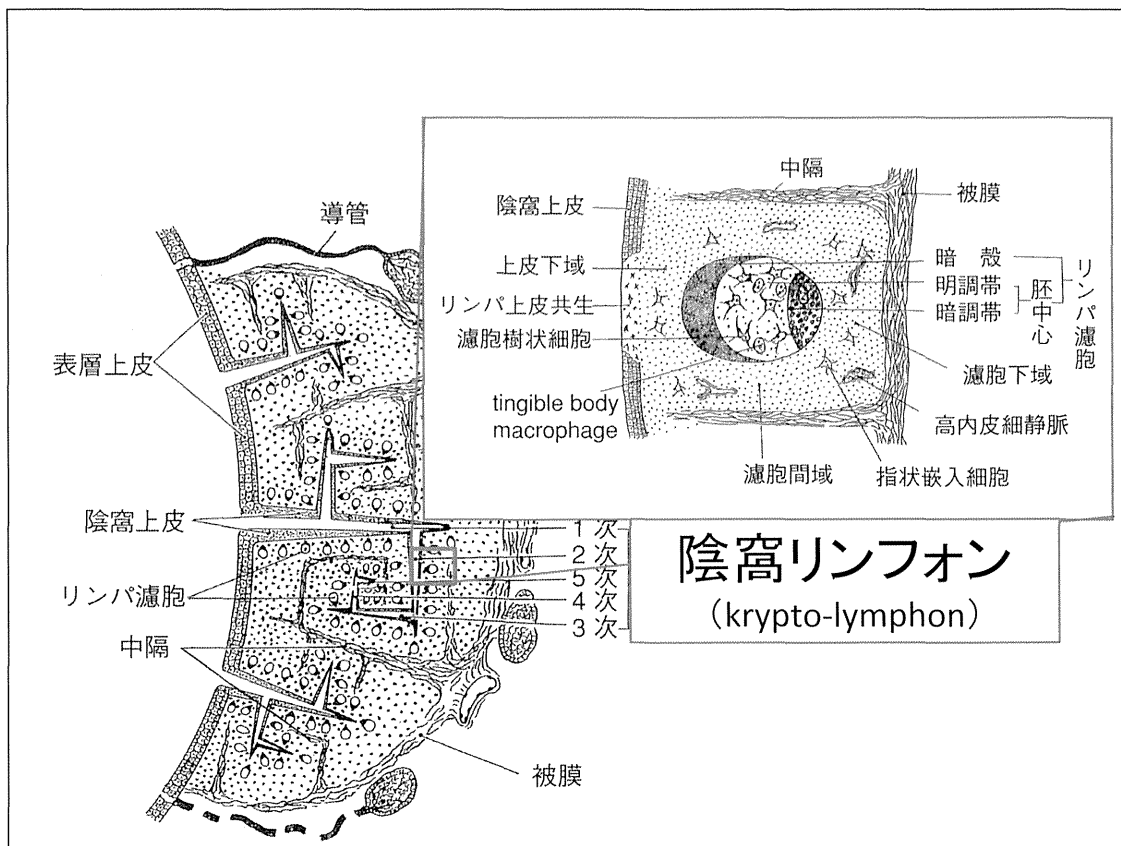 導管
表層上皮
陰窩上皮
リンパ濾胞
中隔
被膜
1 次
2 次
5 次
4 次
3 次
中隔
被膜
陰窩上皮
上皮下域
リンパ上皮共生
濾胞樹状細胞
tingible body
macrophage
暗 殻
明調帯
暗調帯
胚中心
リンパ濾胞
濾胞下域
高内皮細静脈
指状嵌入細胞
濾胞間域
陰窩リンフォン
(krypto-lymphon)